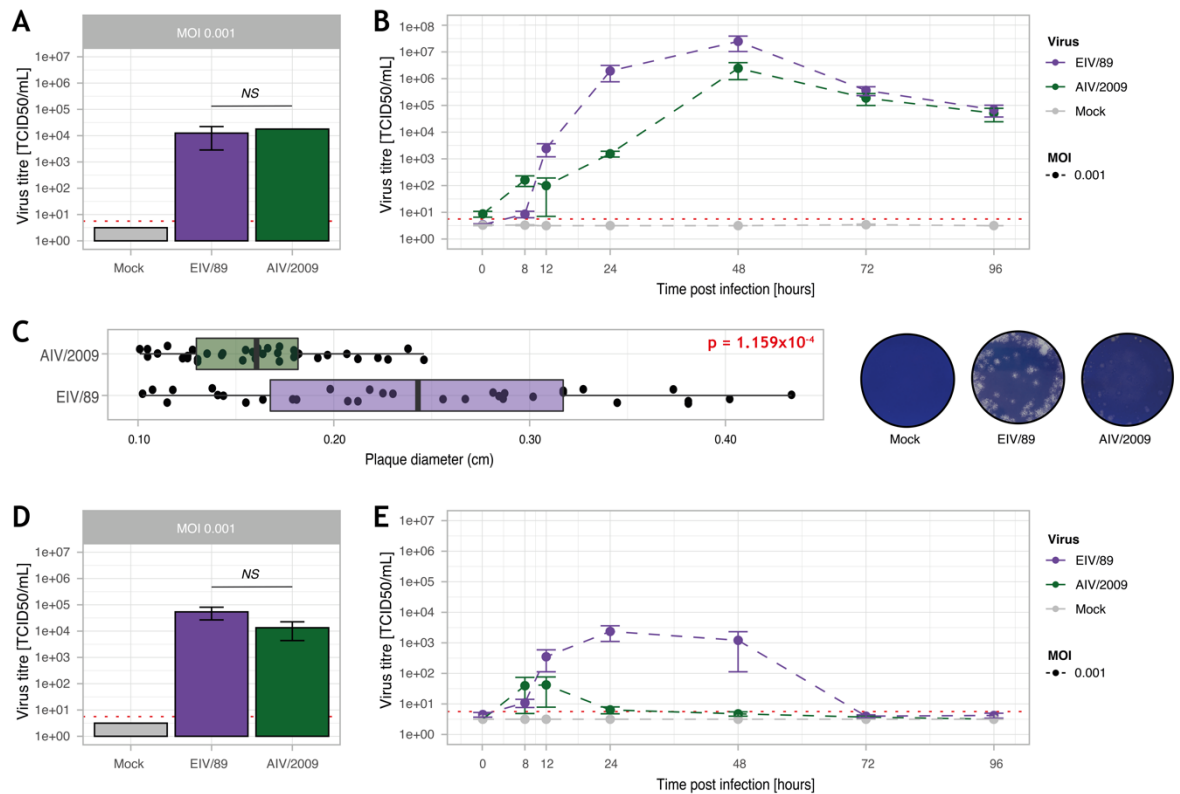 A
MOI 0.001
Virus titre [TCID50/mL]
1e+07
1e+06
1e+05
1e+04
1e+03
1e+02
1e+01
1e+00
NS
Mock
EIV/89
AIV/2009
B
Virus titre [TCID50/mL]
1e+08
1e+07
1e+06
1e+05
1e+04
1e+03
1e+02
1e+01
1e+00
0
8
12
24
48
72
96
Time post infection [hours]
Virus
EIV/89
AIV/2009
Mock
MOI
0.001
C
AIV/2009
EIV/89
p = 1.159x10⁻⁴
0.10
0.20
0.30
0.40
Plaque diameter (cm)
Mock
EIV/89
AIV/2009
D
MOI 0.001
Virus titre [TCID50/mL]
1e+07
1e+06
1e+05
1e+04
1e+03
1e+02
1e+01
1e+00
NS
Mock
EIV/89
AIV/2009
E
Virus titre [TCID50/mL]
1e+07
1e+06
1e+05
1e+04
1e+03
1e+02
1e+01
1e+00
0
8
12
24
48
72
96
Time post infection [hours]
Virus
EIV/89
AIV/2009
Mock
MOI
0.001